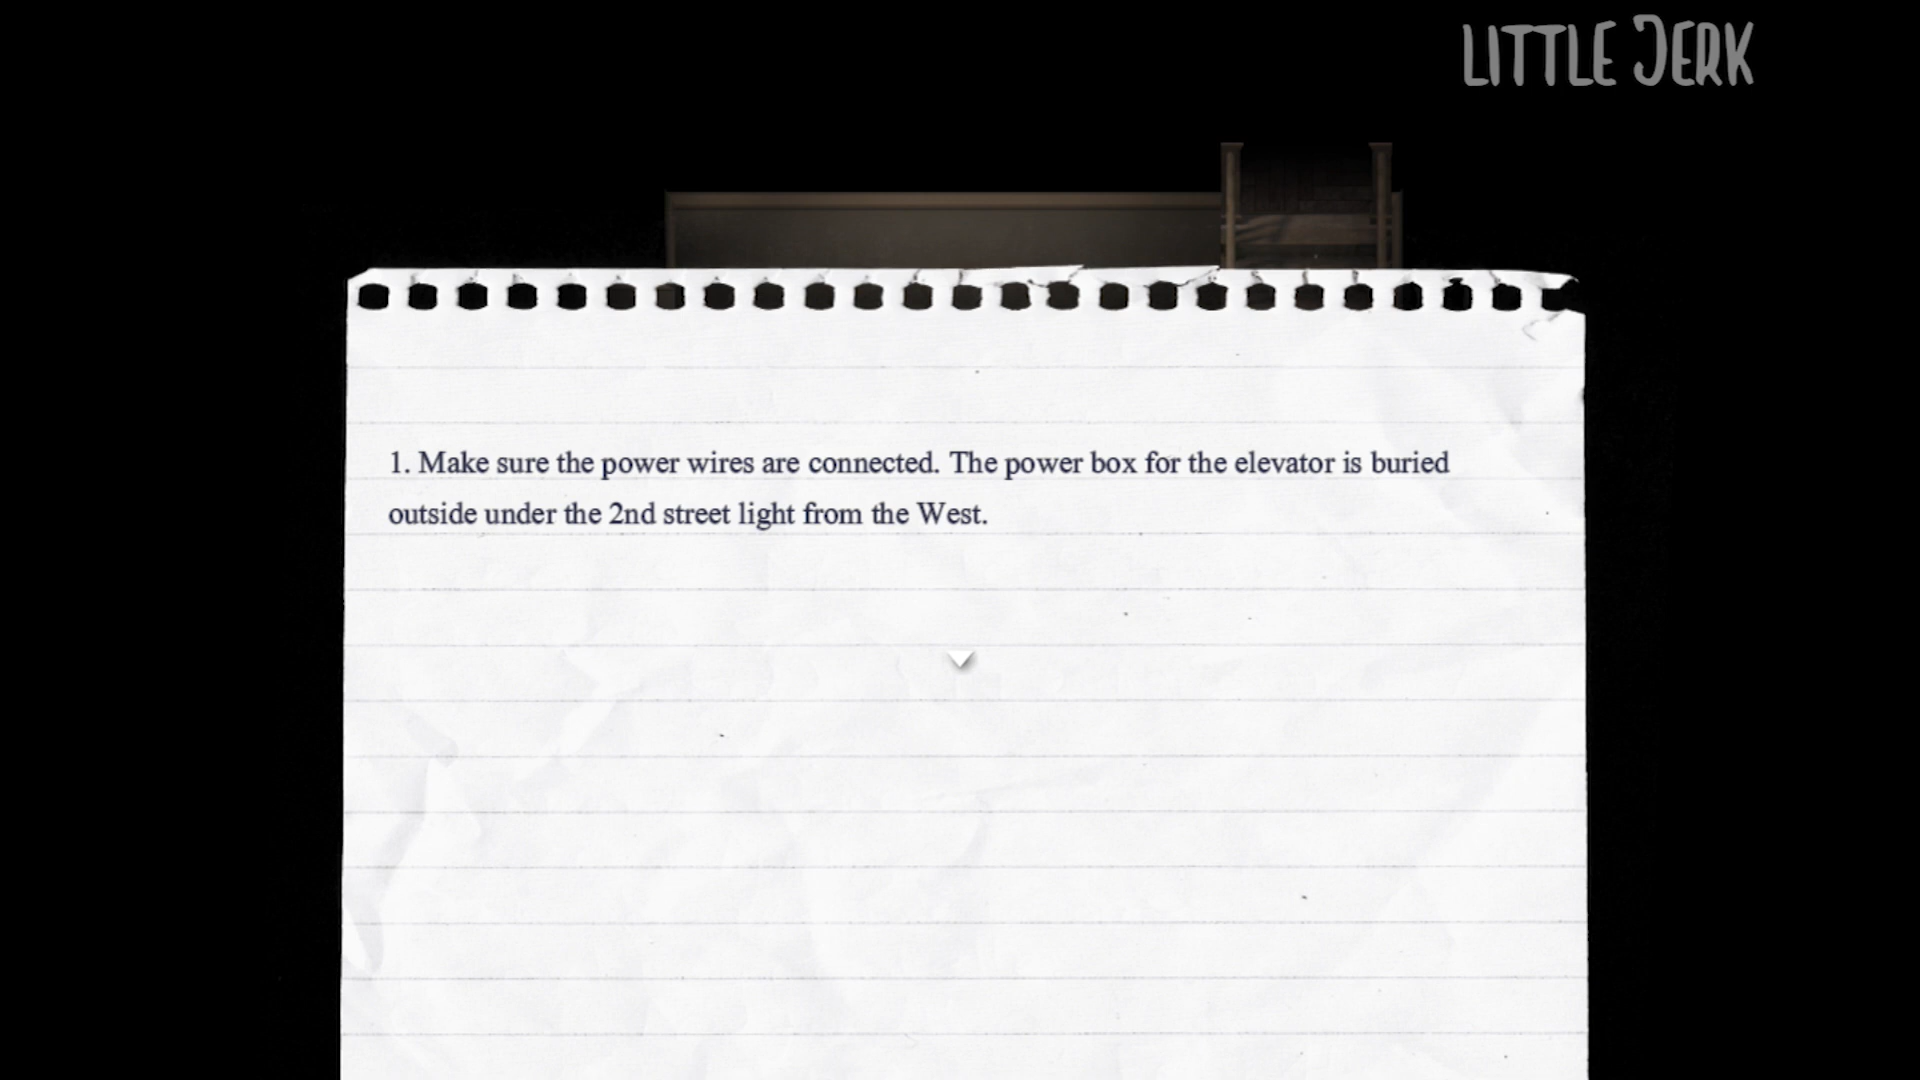 LITTLE JERK
1. Make sure the power wires are connected. The power box for the elevator is buried
outside under the 2nd street light from the West.